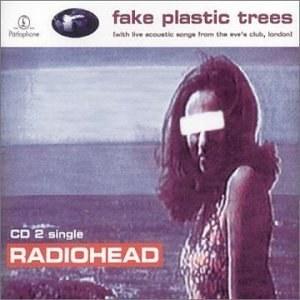 fake plastic trees
Parlophone
[with live acoustic songs from the eve's club, london]
CD 2 single
RADIOHEAD